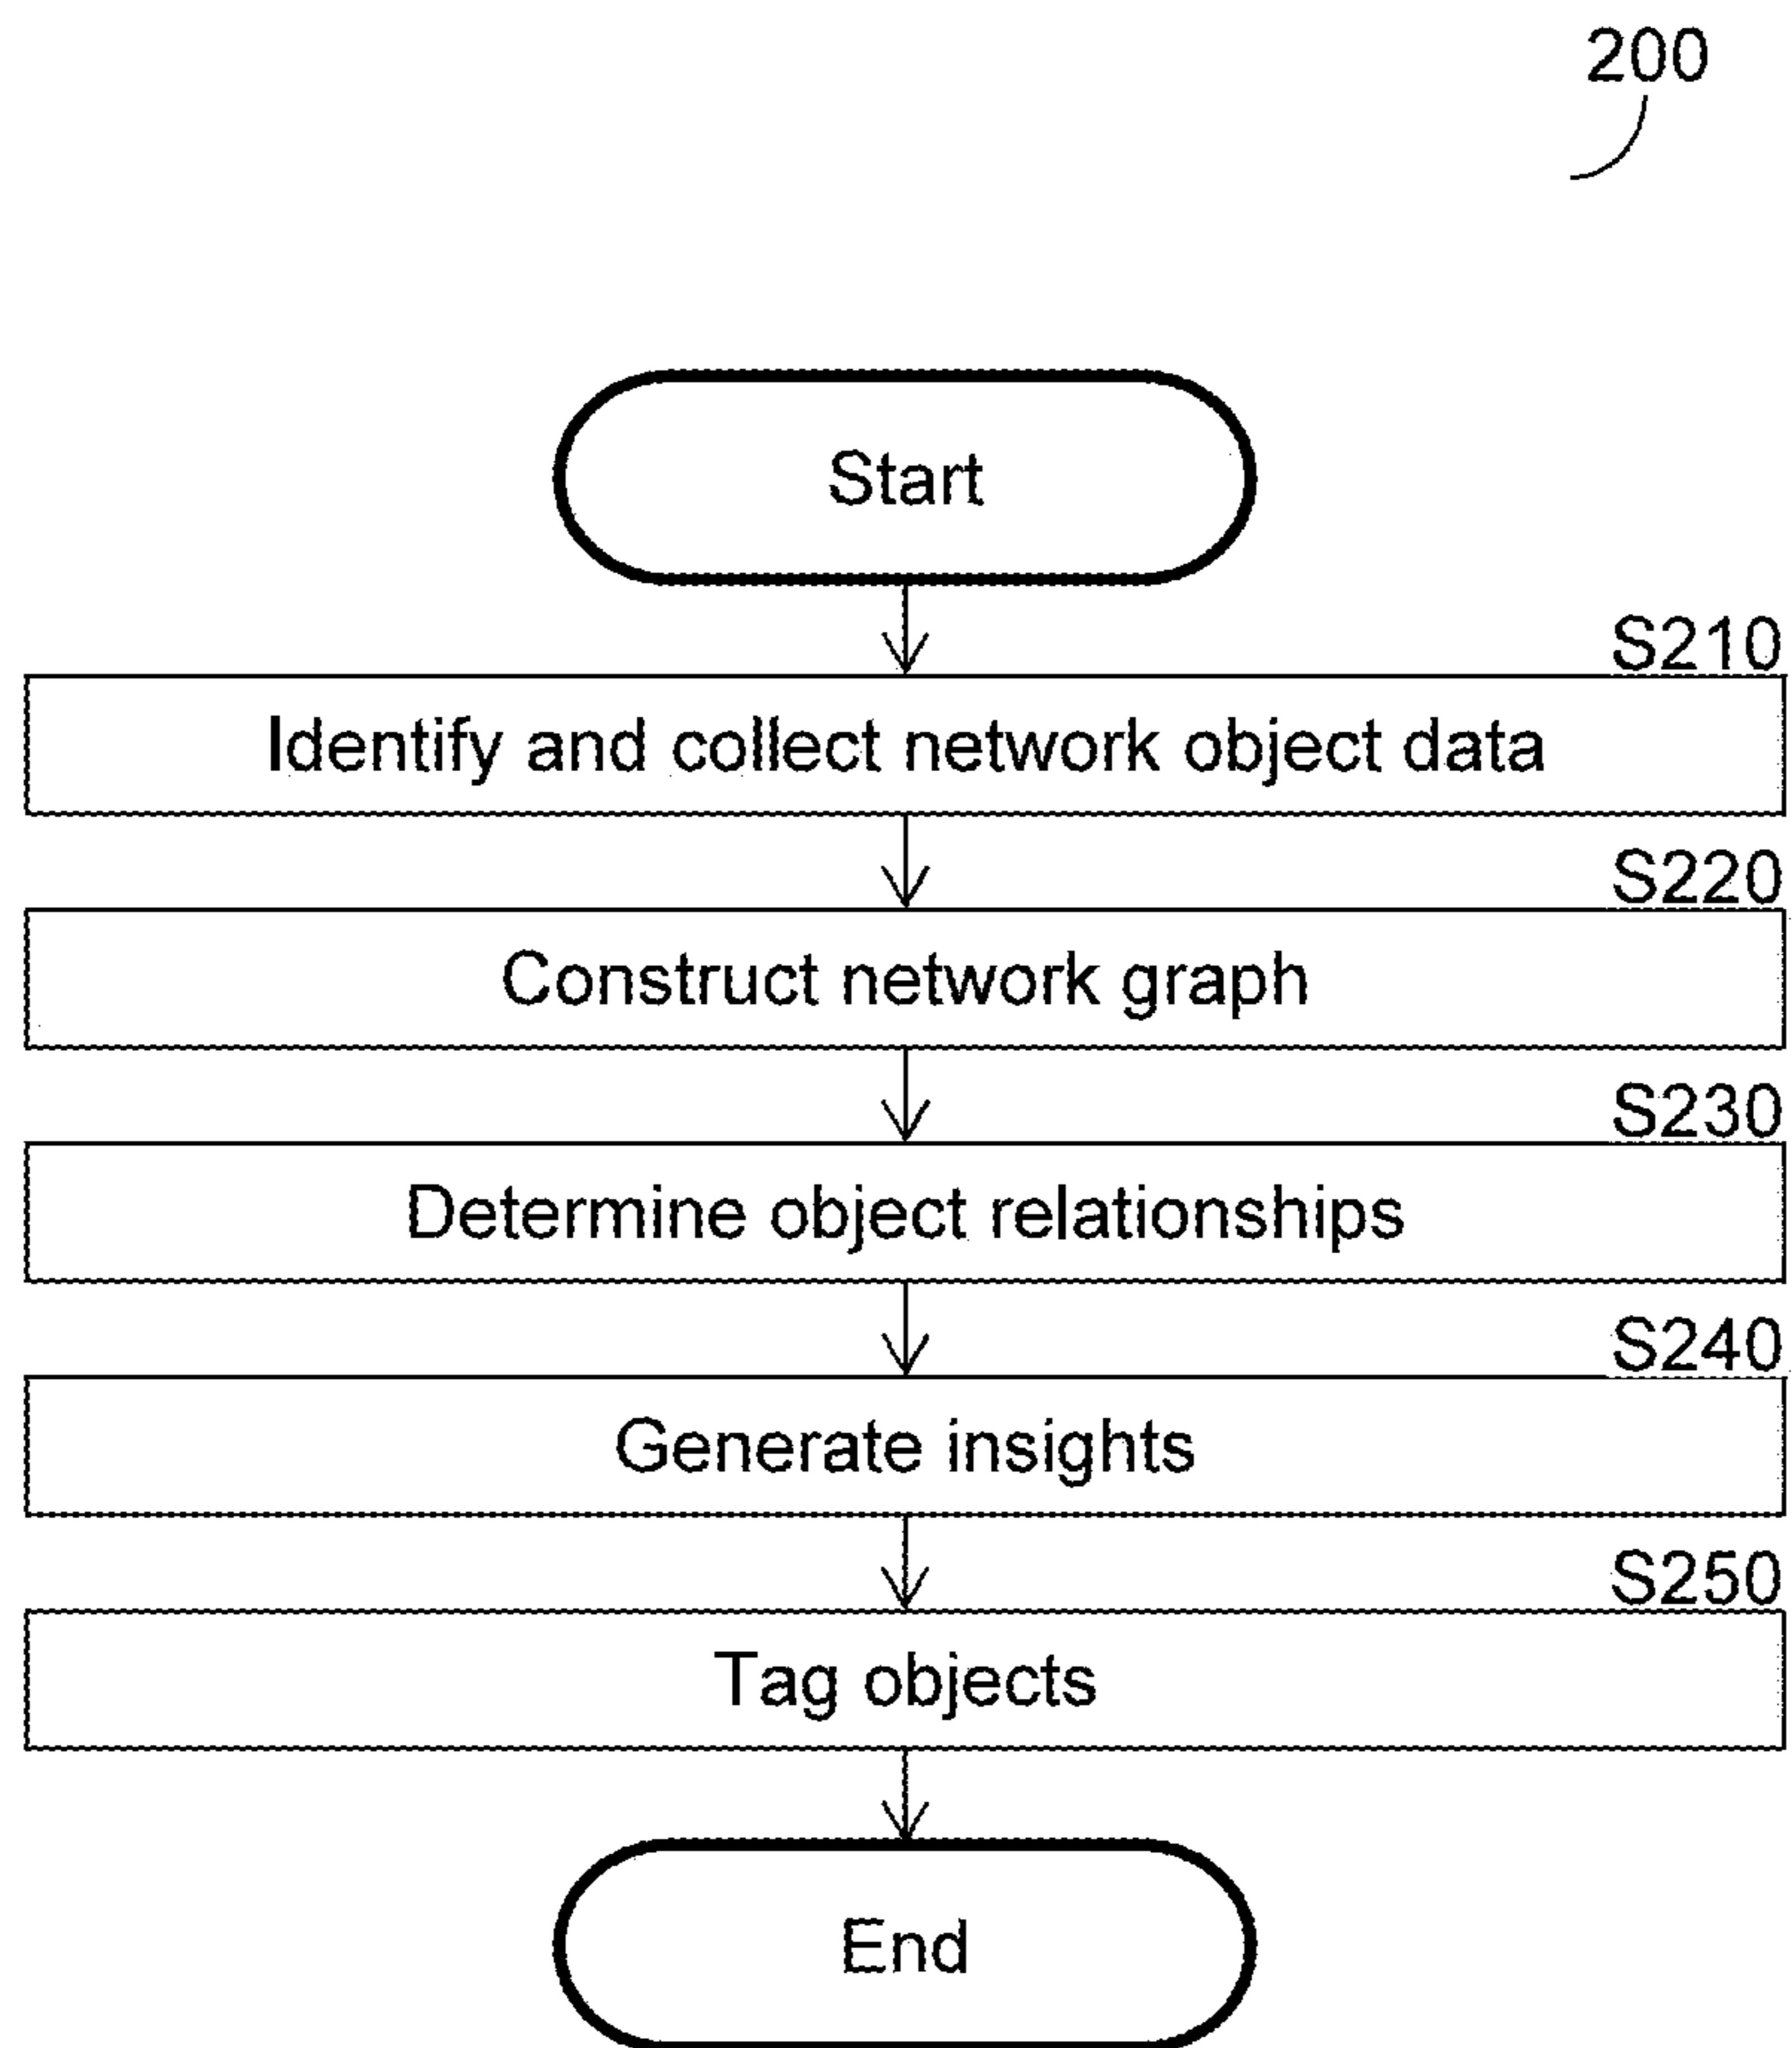 200
Start
S210
Identify and collect network object data
S220
Construct network graph
S230
Determine object relationships
S240
Generate insights
S250
Tag objects
End